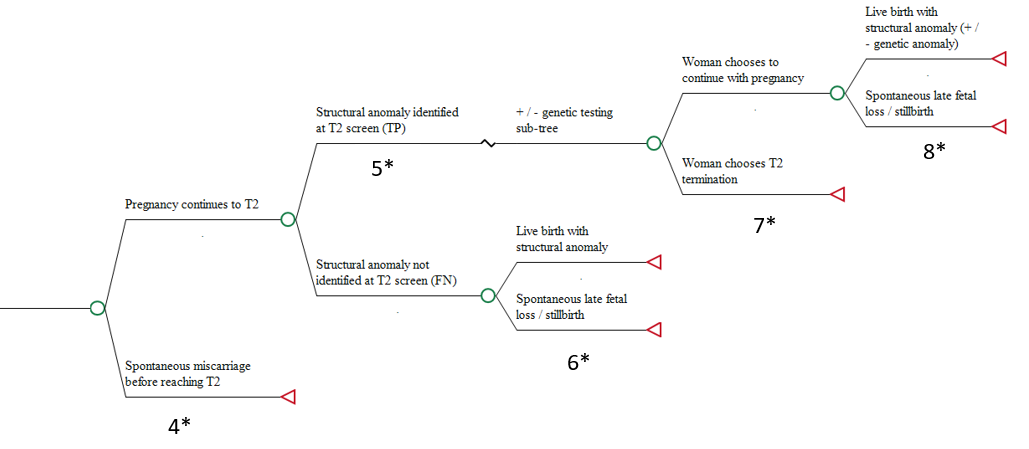 Live birth with
structural anomaly (+ /
- genetic anomaly)
Woman chooses to
continue with pregnancy
Spontaneous late fetal
loss / stillbirth
8*
Structural anomaly identified
at T2 screen (TP)
+ / - genetic testing
sub-tree
5*
Woman chooses T2
termination
7*
Pregnancy continues to T2
Live birth with
structural anomaly
Structural anomaly not
identified at T2 screen (FN)
Spontaneous late fetal
loss / stillbirth
6*
Spontaneous miscarriage
before reaching T2
4*